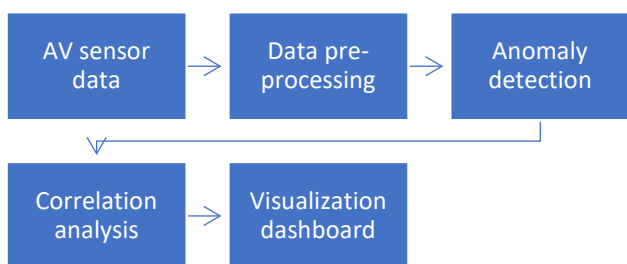 AV sensor
data
Data pre-
processing
Anomaly
detection
Correlation
analysis
Visualization
dashboard